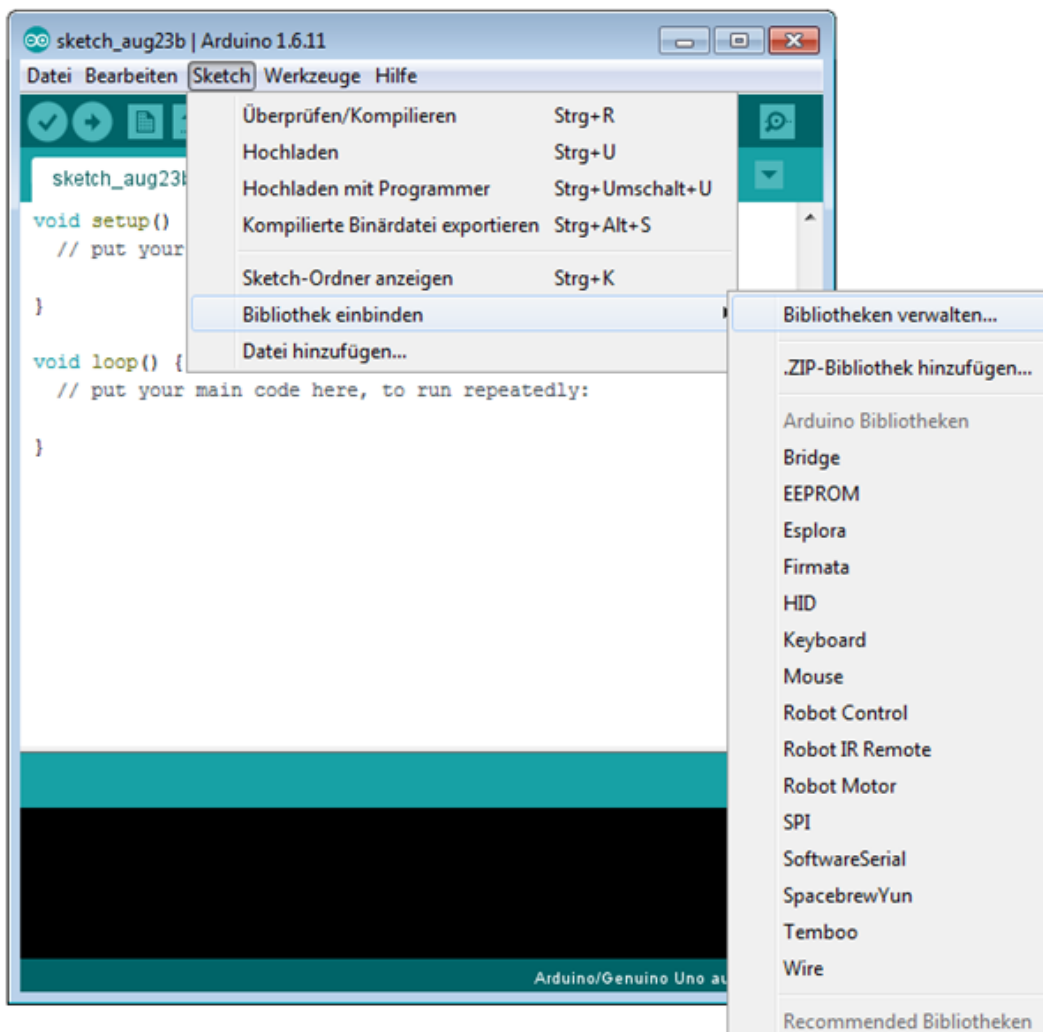 sketch_aug23b | Arduino 1.6.11
Datei Bearbeiten Sketch Werkzeuge Hilfe
Überprüfen/Kompilieren Strg+R
Hochladen Strg+U
Hochladen mit Programmer Strg+Umschalt+U
Kompilierte Binärdatei exportieren Strg+Alt+S
Sketch-Ordner anzeigen Strg+K
Bibliothek einbinden
Datei hinzufügen...
sketch_aug23b
void setup()
// put your
}
void loop() {
// put your main code here, to run repeatedly:
}
Bibliotheken verwalten...
.ZIP-Bibliothek hinzufügen...
Arduino Bibliotheken
Bridge
EEPROM
Esplora
Firmata
HID
Keyboard
Mouse
Robot Control
Robot IR Remote
Robot Motor
SPI
SoftwareSerial
SpacebrewYun
Temboo
Wire
Recommended Bibliotheken
Arduino/Genuino Uno au